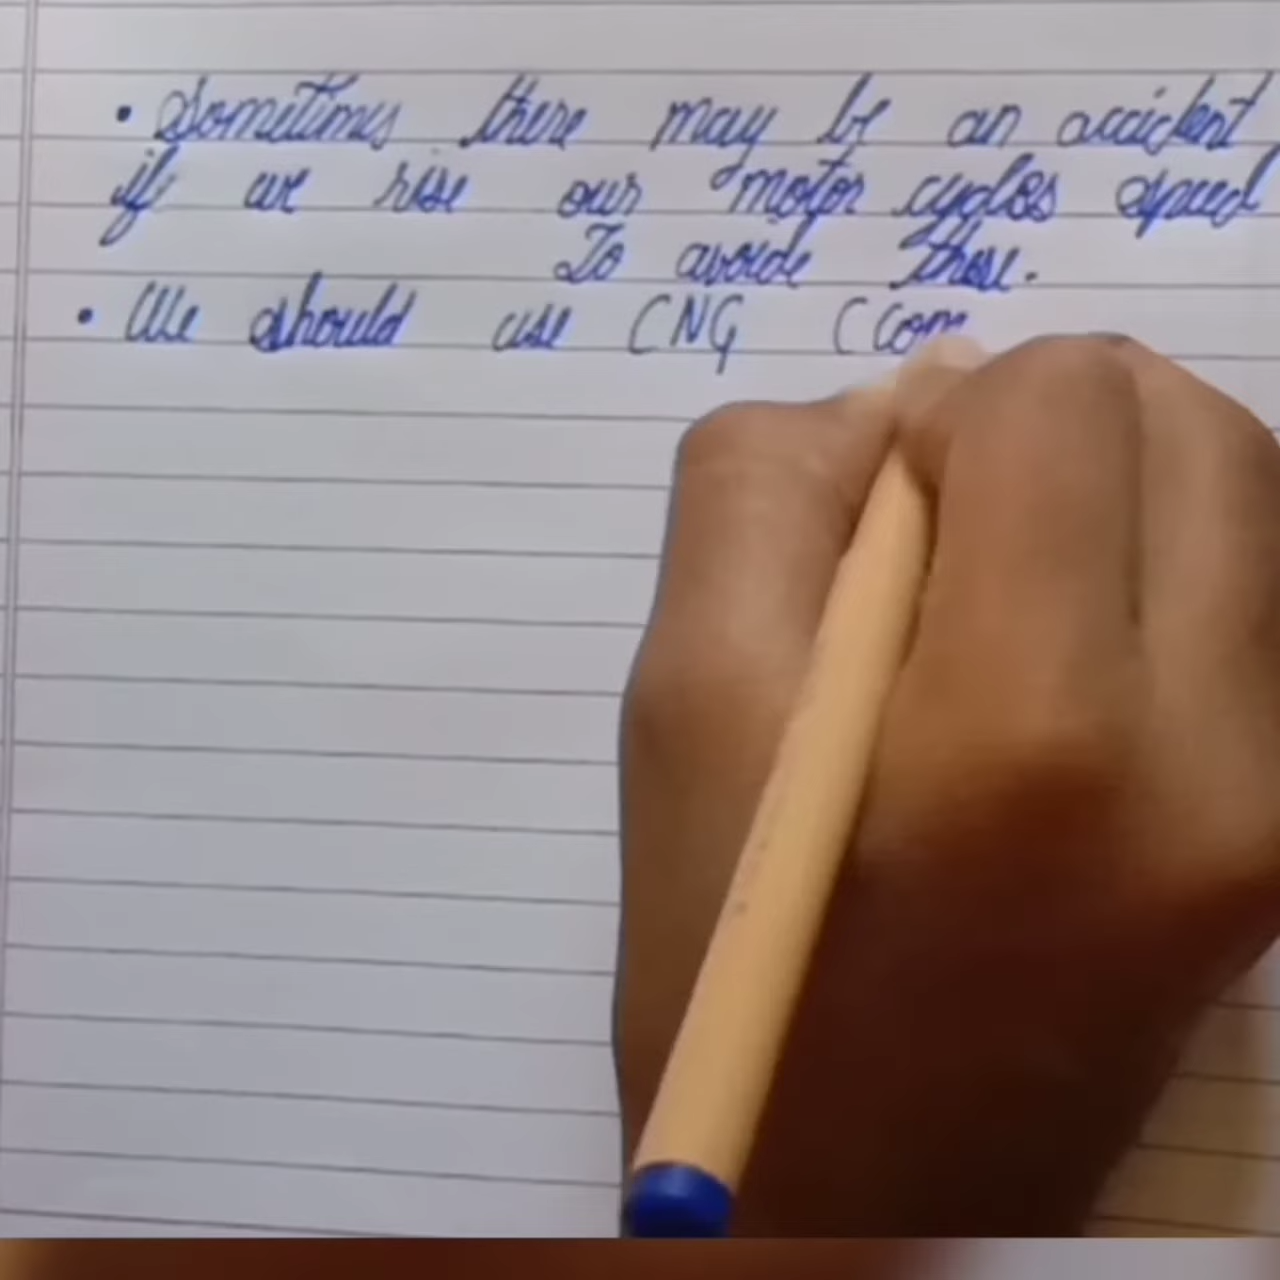 • Sometimes there may be an accident
if we rise our motor cycles speed
To avoide these.
• We should use CNG (Com